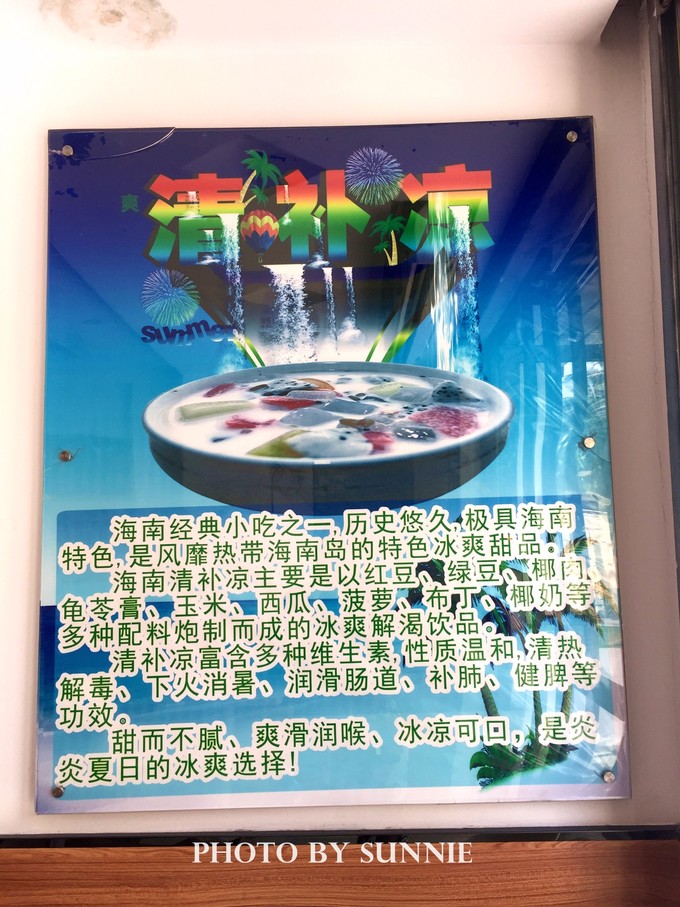 爽
清补凉
summer
海南经典小吃之一,历史悠久,极具海南
特色,是风靡热带海南岛的特色冰爽甜品。
海南清补凉主要是以红豆、绿豆、椰肉、
龟苓膏、玉米、西瓜、菠萝、布丁、椰奶等
多种配料炮制而成的冰爽解渴饮品。
清补凉富含多种维生素,性质温和,清热
解毒、下火消暑、润滑肠道、补肺、健脾等
功效。
甜而不腻、爽滑润喉、冰凉可口，是炎
炎夏日的冰爽选择!
PHOTO BY SUNNIE